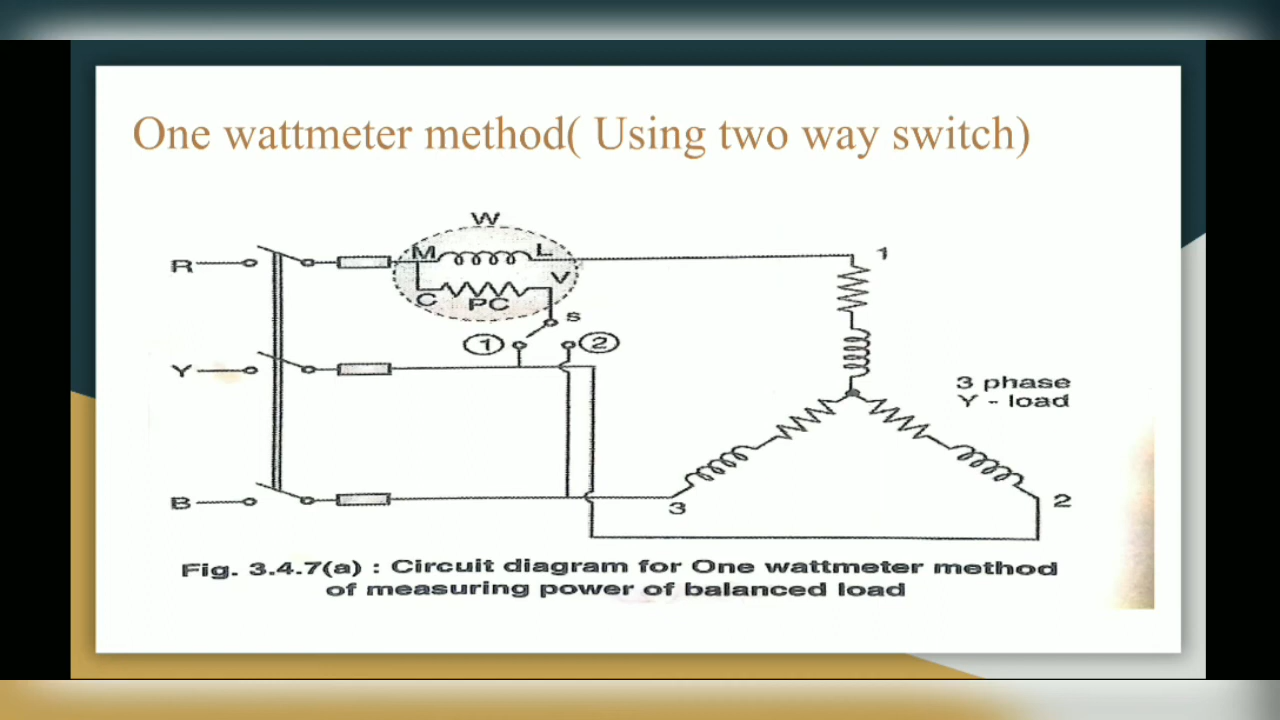 One wattmeter method( Using two way switch)
W
R
M
L
1
C
PC
V
S
1
2
Y
3 phase
Y - load
B
3
2
Fig. 3.4.7(a) : Circuit diagram for One wattmeter method
of measuring power of balanced load